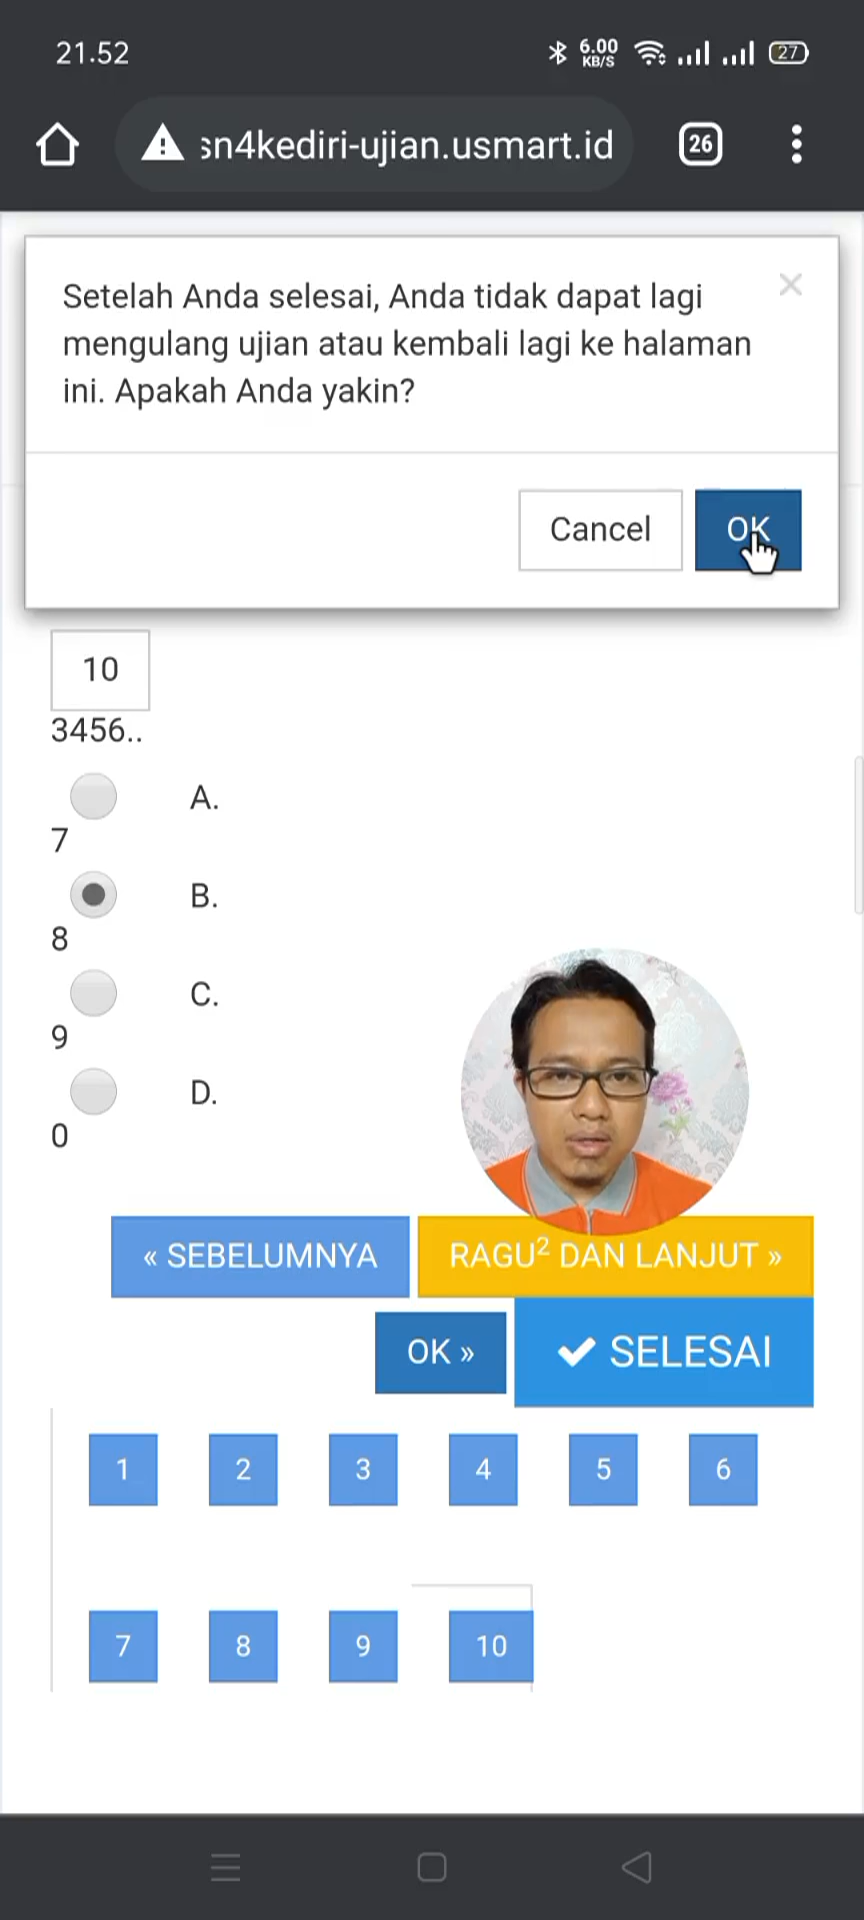 21.52
6.00
KB/S
27
sn4kediri-ujian.usmart.id
26
Setelah Anda selesai, Anda tidak dapat lagi
mengulang ujian atau kembali lagi ke halaman
ini. Apakah Anda yakin?
×
Cancel
OK
10
3456..
A.
7
B.
8
C.
9
D.
0
« SEBELUMNYA
RAGU² DAN LANJUT »
OK »
SELESAI
1 2 3 4 5 6
7 8 9 10